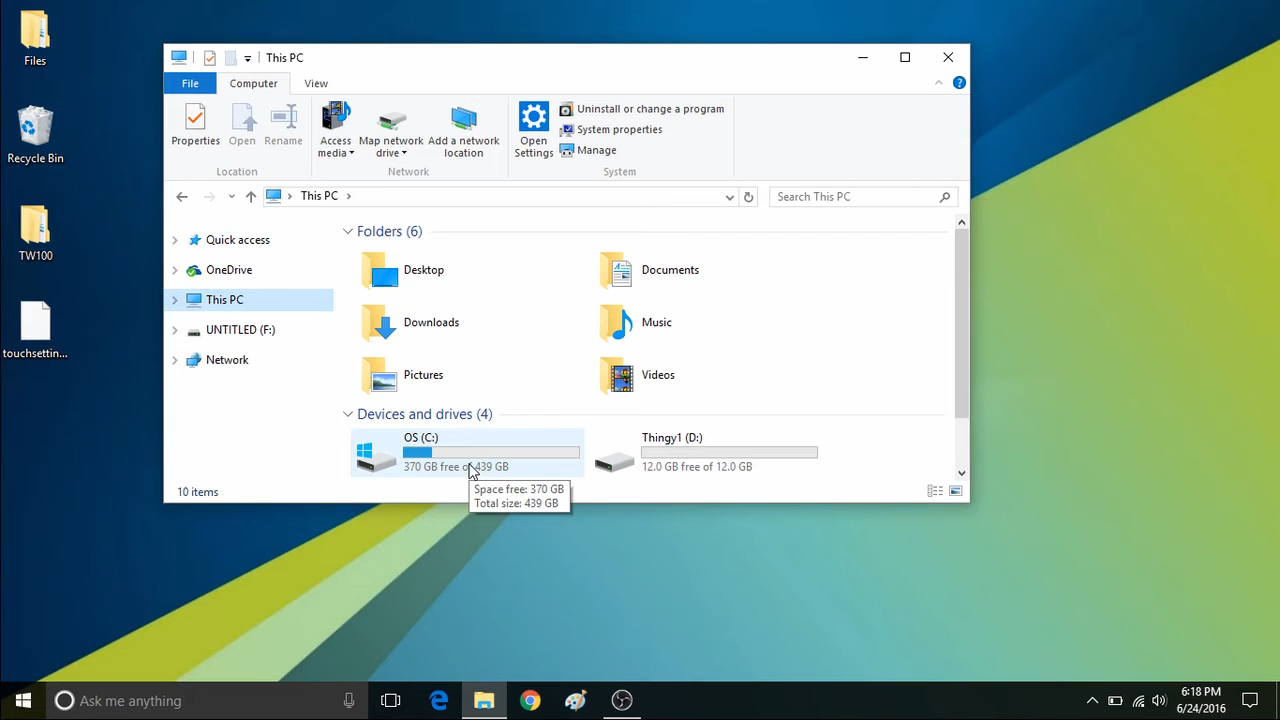 Files
Recycle Bin
TW100
touchsettin...
This PC
File
Computer
View
Properties
Open
Rename
Access media
Map network drive
Add a network location
Open Settings
Uninstall or change a program
System properties
Manage
Location
Network
System
This PC
Search This PC
Quick access
OneDrive
This PC
UNTITLED (F:)
Network
Folders (6)
Desktop
Documents
Downloads
Music
Pictures
Videos
Devices and drives (4)
OS (C:)
370 GB free of 439 GB
Thingy1 (D:)
12.0 GB free of 12.0 GB
Space free: 370 GB
Total size: 439 GB
10 items
Ask me anything
6:18 PM
6/24/2016